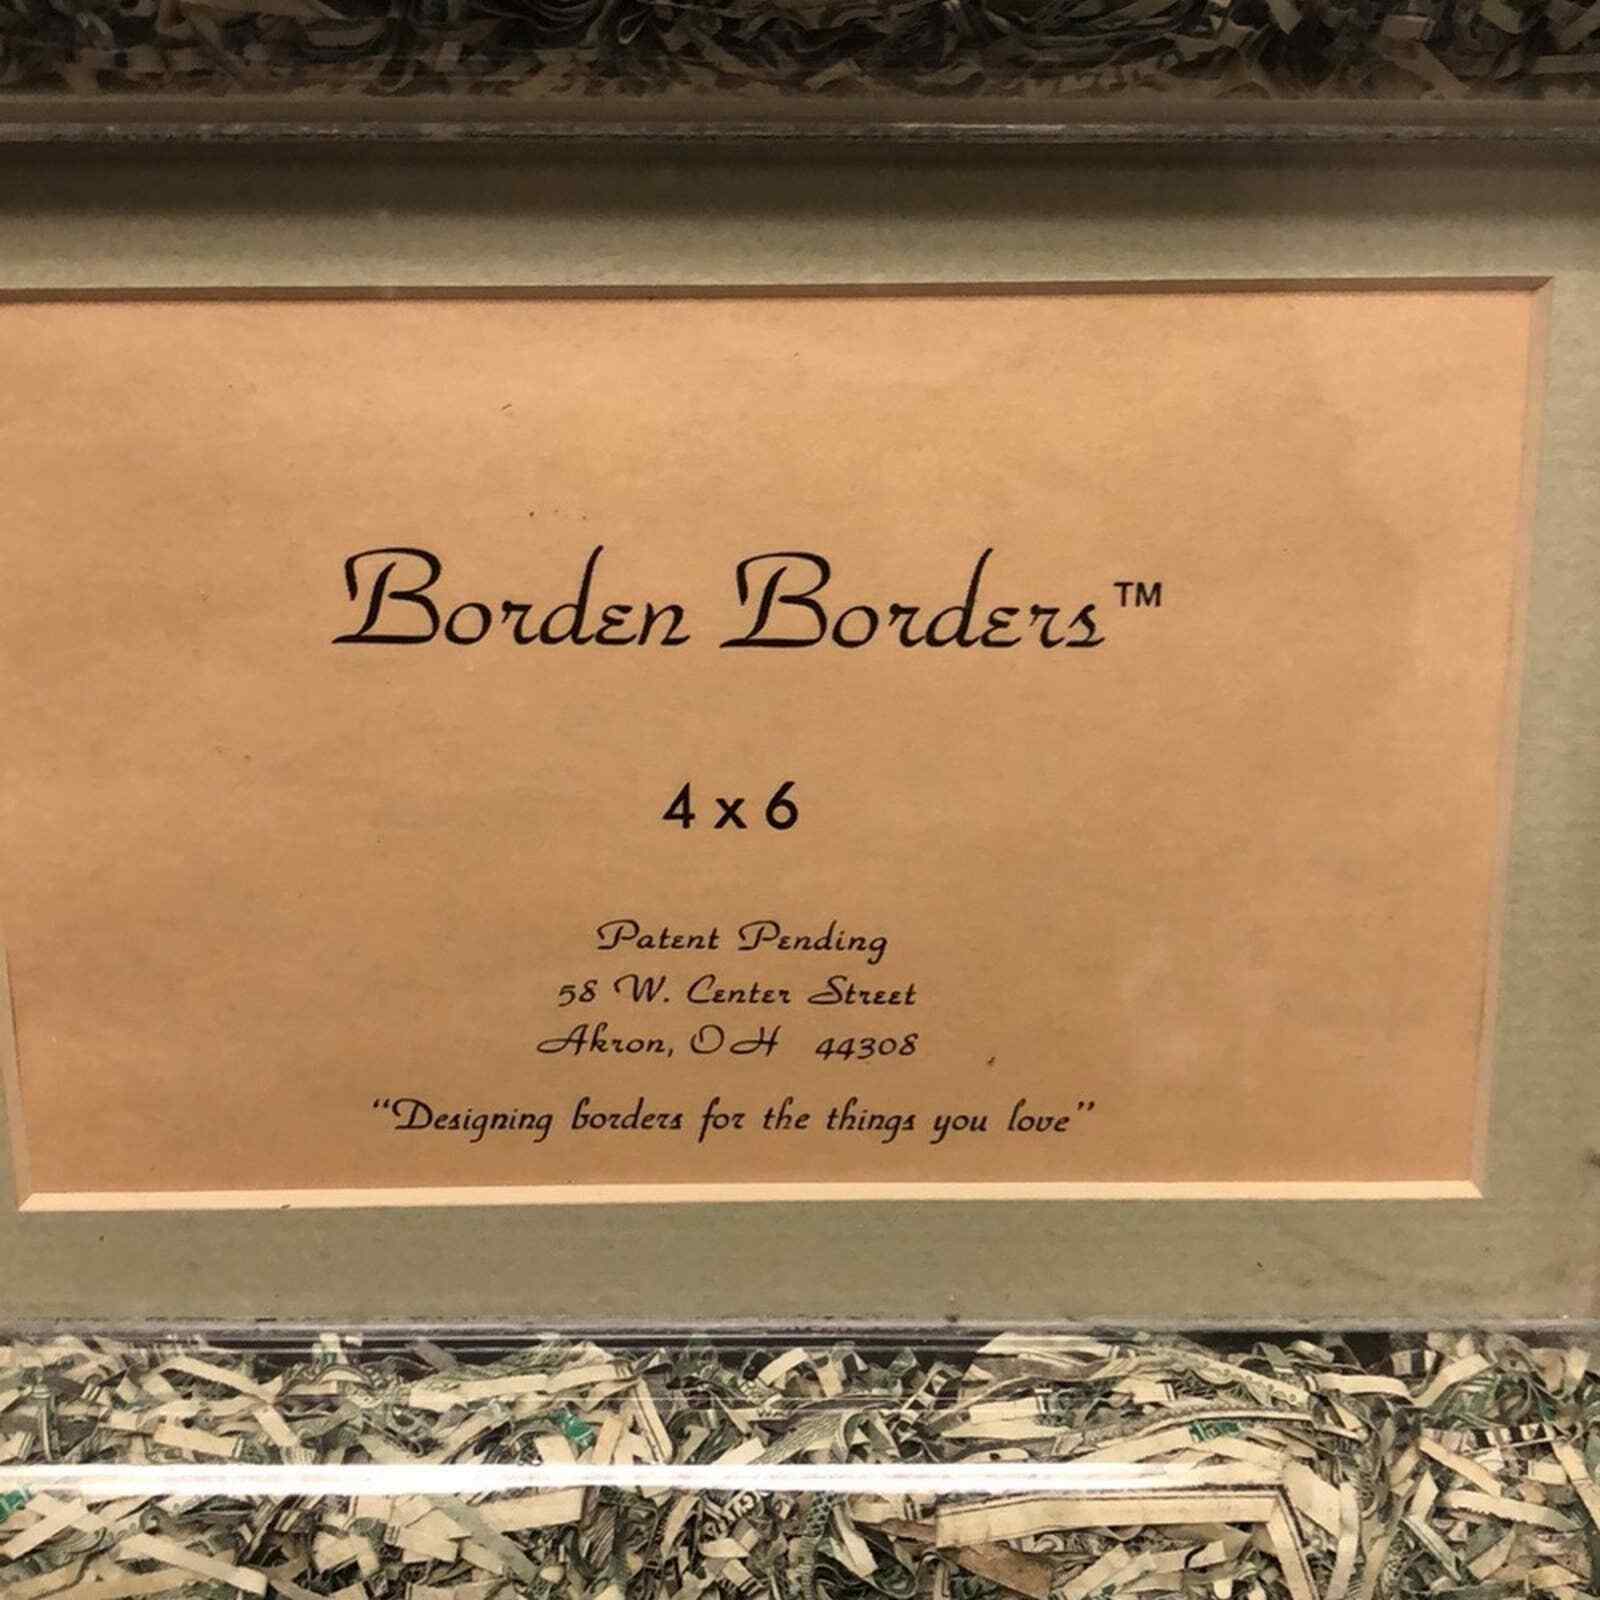 Borden Borders™
4 x 6
Patent Pending
58 W. Center Street
Akron, OH 44308
"Designing borders for the things you love"